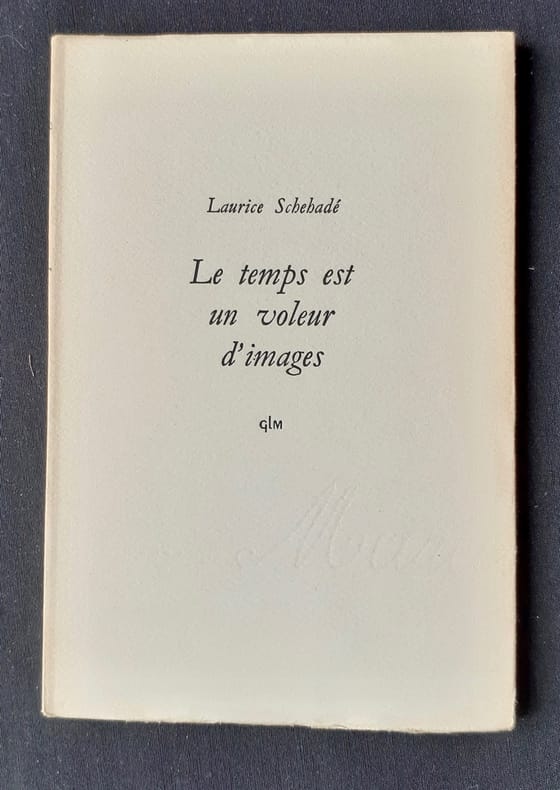 Laurice Schehadé
Le temps est
un voleur
d'images
GLM